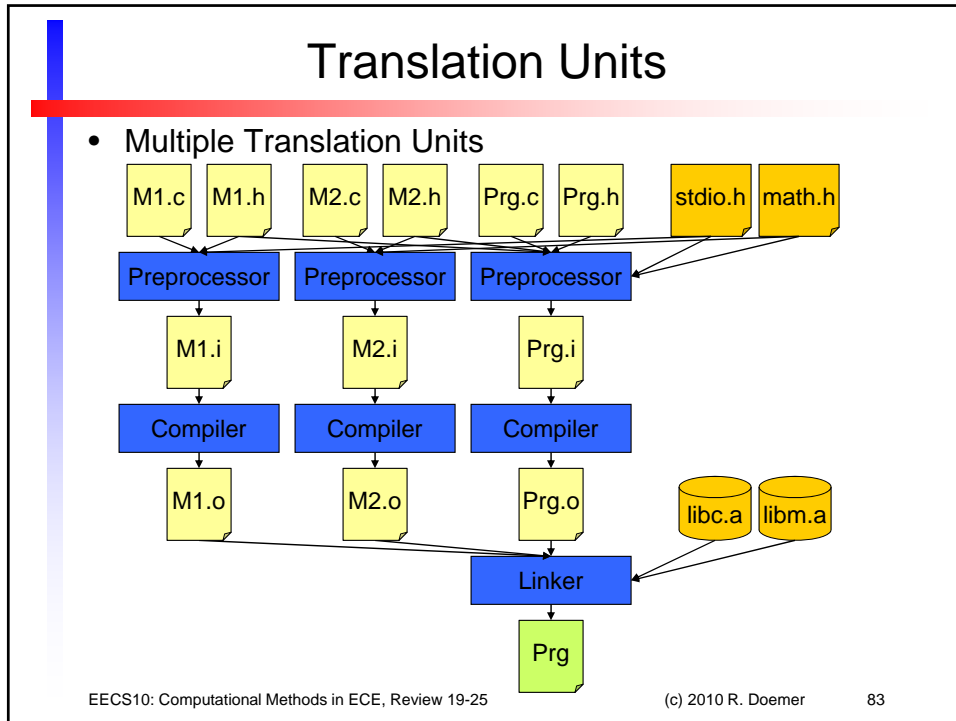 Translation Units
• Multiple Translation Units
M1.c M1.h M2.c M2.h Prg.c Prg.h stdio.h math.h
Preprocessor Preprocessor Preprocessor
M1.i M2.i Prg.i
Compiler Compiler Compiler
M1.o M2.o Prg.o libc.a libm.a
Linker
Prg
EECS10: Computational Methods in ECE, Review 19-25 (c) 2010 R. Doemer 83